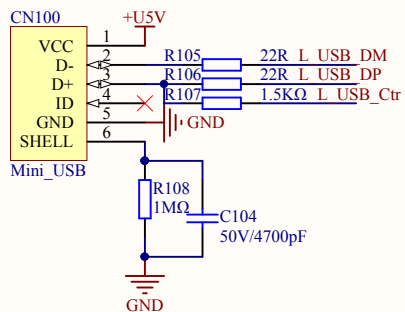 CN100
+U5V
VCC 1
D- 2 R105 22R L_USB_DM
D+ 3 R106 22R L_USB_DP
ID 4 R107 1.5KΩ L_USB_Ctr
GND 5 GND
SHELL 6
Mini_USB
R108
1MΩ
C104
50V/4700pF
GND